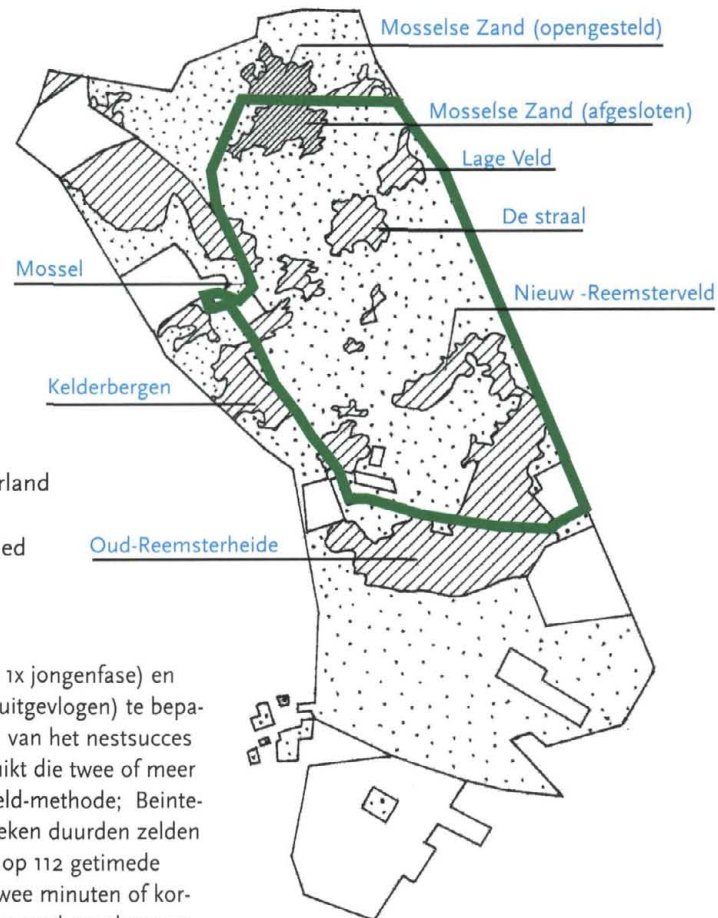 Mosselse Zand (opengesteld)
Mosselse Zand (afgesloten)
Lage Veld
De straal
Mossel
Nieuw -Reemsterveld
Kelderbergen
rland
ed
Oud-Reemsterheide
1x jongenfase) en
uitgevlogen) te bepa-
van het nestsucces
uikt die twee of meer
eld-methode; Beinte-
eken duurden zelden
op 112 getimede
wee minuten of kor-